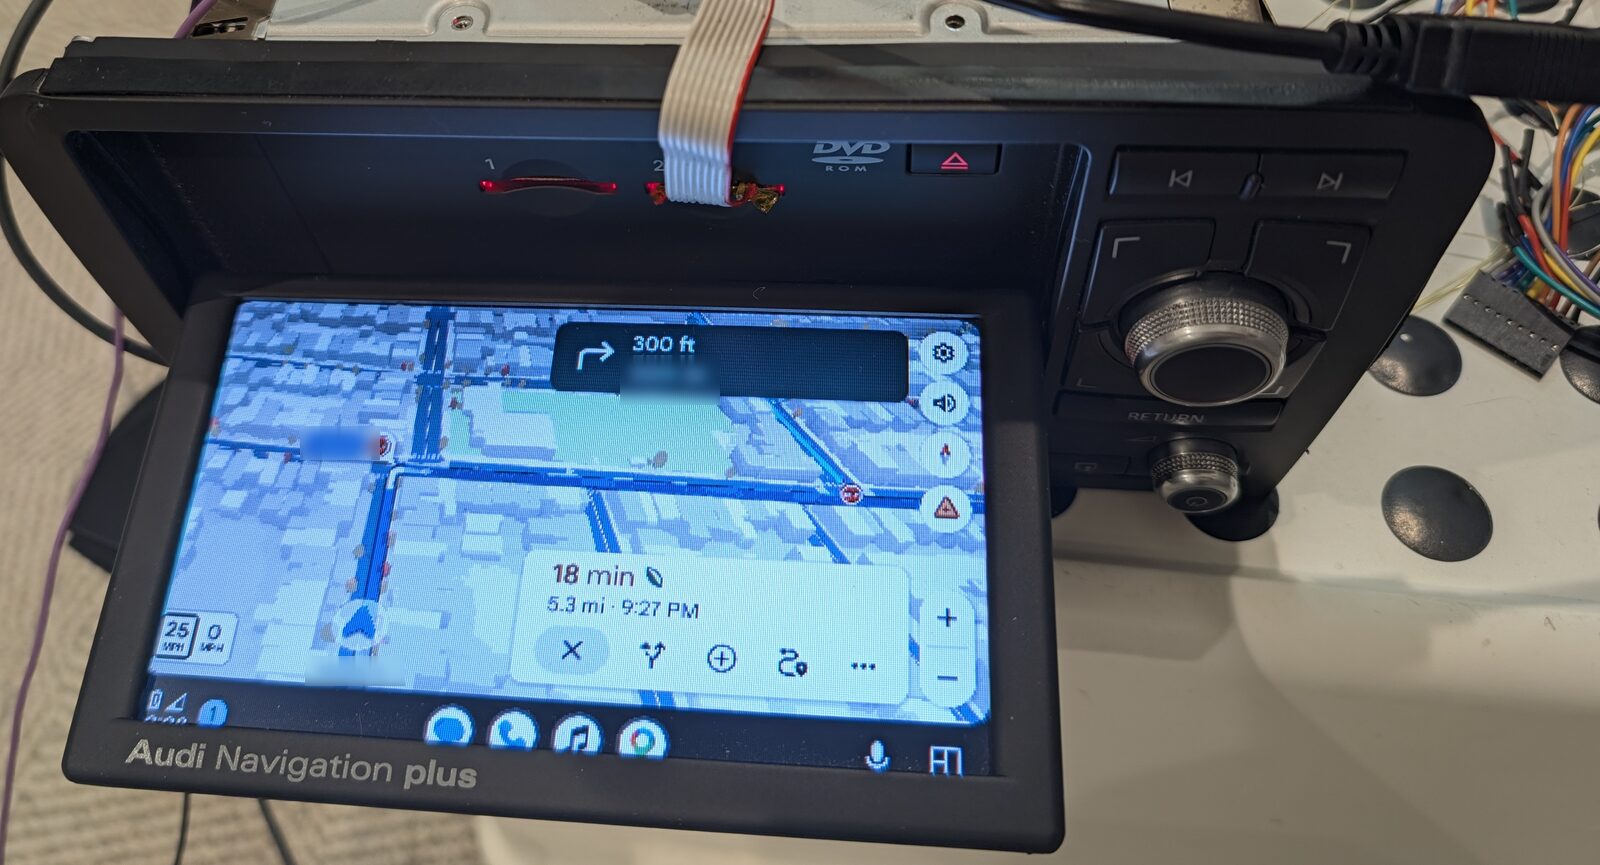 1
2
DVD
ROM
300 ft
RETURN
18 min
5.3 mi · 9:27 PM
25
MPH
0
MPH
1
Audi Navigation plus